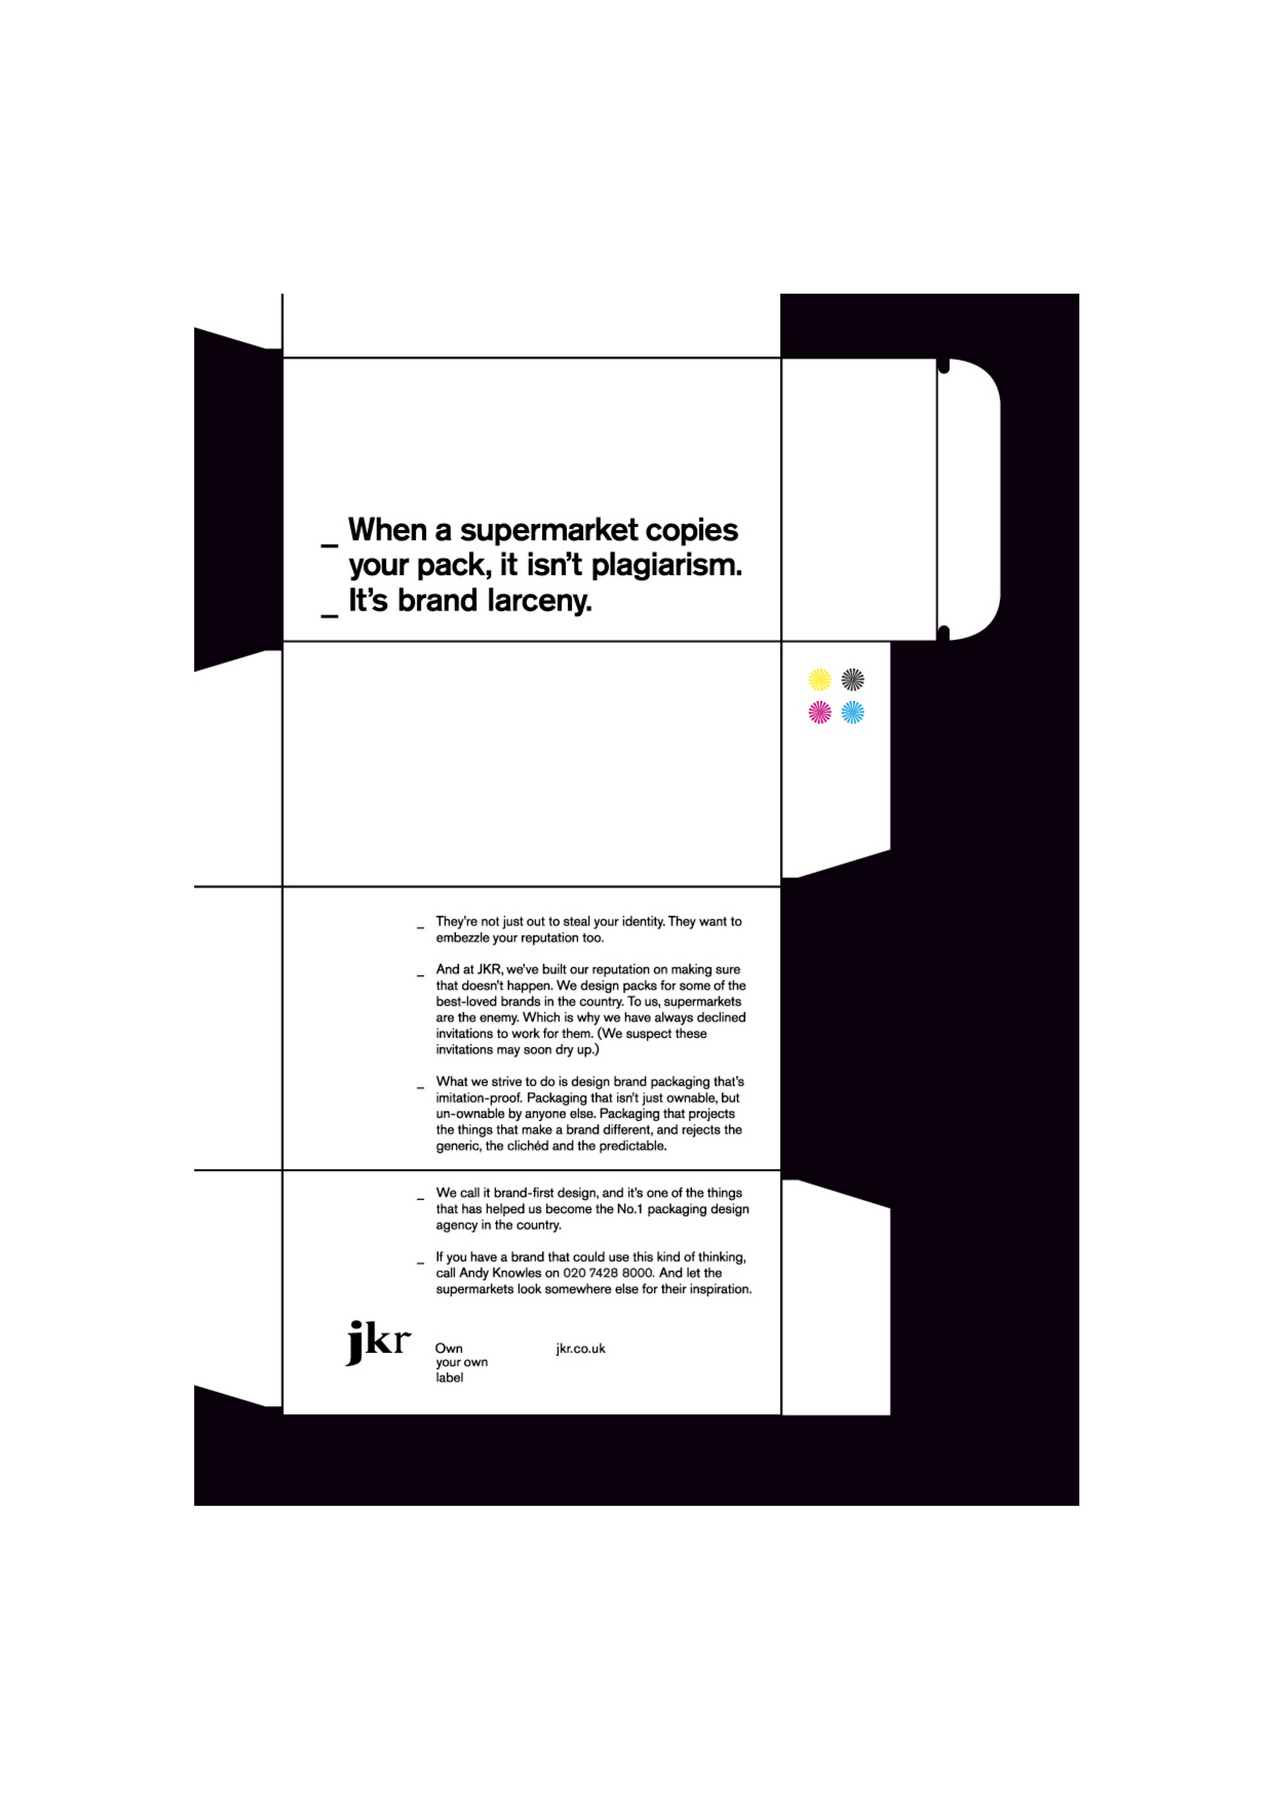 _ When a supermarket copies
your pack, it isn’t plagiarism.
_ It’s brand larceny.
_ They’re not just out to steal your identity. They want to
embezzle your reputation too.
_ And at JKR, we’ve built our reputation on making sure
that doesn’t happen. We design packs for some of the
best-loved brands in the country. To us, supermarkets
are the enemy. Which is why we have always declined
invitations to work for them. (We suspect these
invitations may soon dry up.)
_ What we strive to do is design brand packaging that’s
imitation-proof. Packaging that isn’t just ownable, but
un-ownable by anyone else. Packaging that projects
the things that make a brand different, and rejects the
generic, the clichéd and the predictable.
_ We call it brand-first design, and it’s one of the things
that has helped us become the No.1 packaging design
agency in the country.
_ If you have a brand that could use this kind of thinking,
call Andy Knowles on 020 7428 8000. And let the
supermarkets look somewhere else for their inspiration.
jkr
Own
your own
label
jkr.co.uk